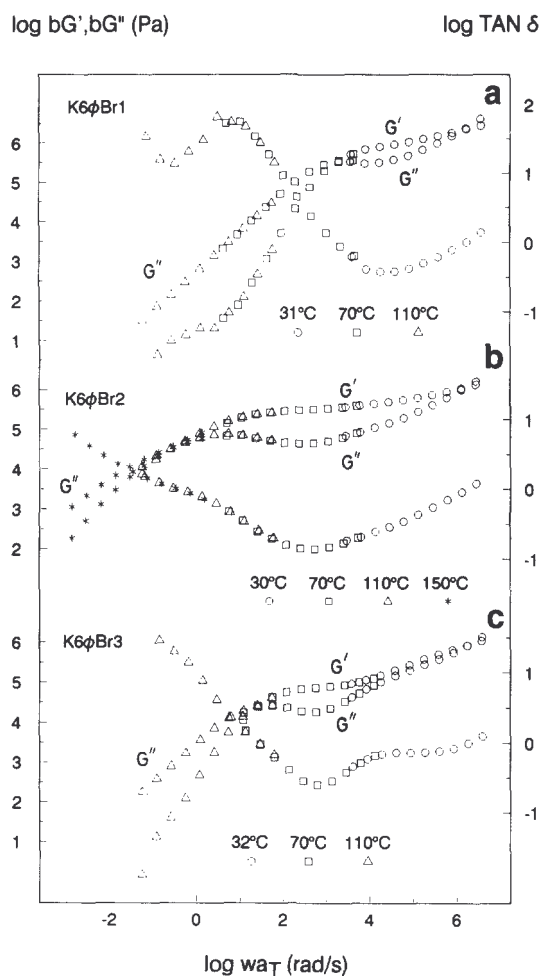 log bG',bG" (Pa) log TAN δ
a
K6ϕBr1
2
6
G'
5
1
G"
4
0
G"
3
2
31°C 70°C 110°C
-1
1
b
K6ϕBr2
6
G'
1
5
G"
4
G"
0
3
-1
2
30°C 70°C 110°C 150°C
c
K6ϕBr3
6
1
G'
5
G"
4
0
G"
3
2
-1
32°C 70°C 110°C
1
-2 0 2 4 6
log waT (rad/s)